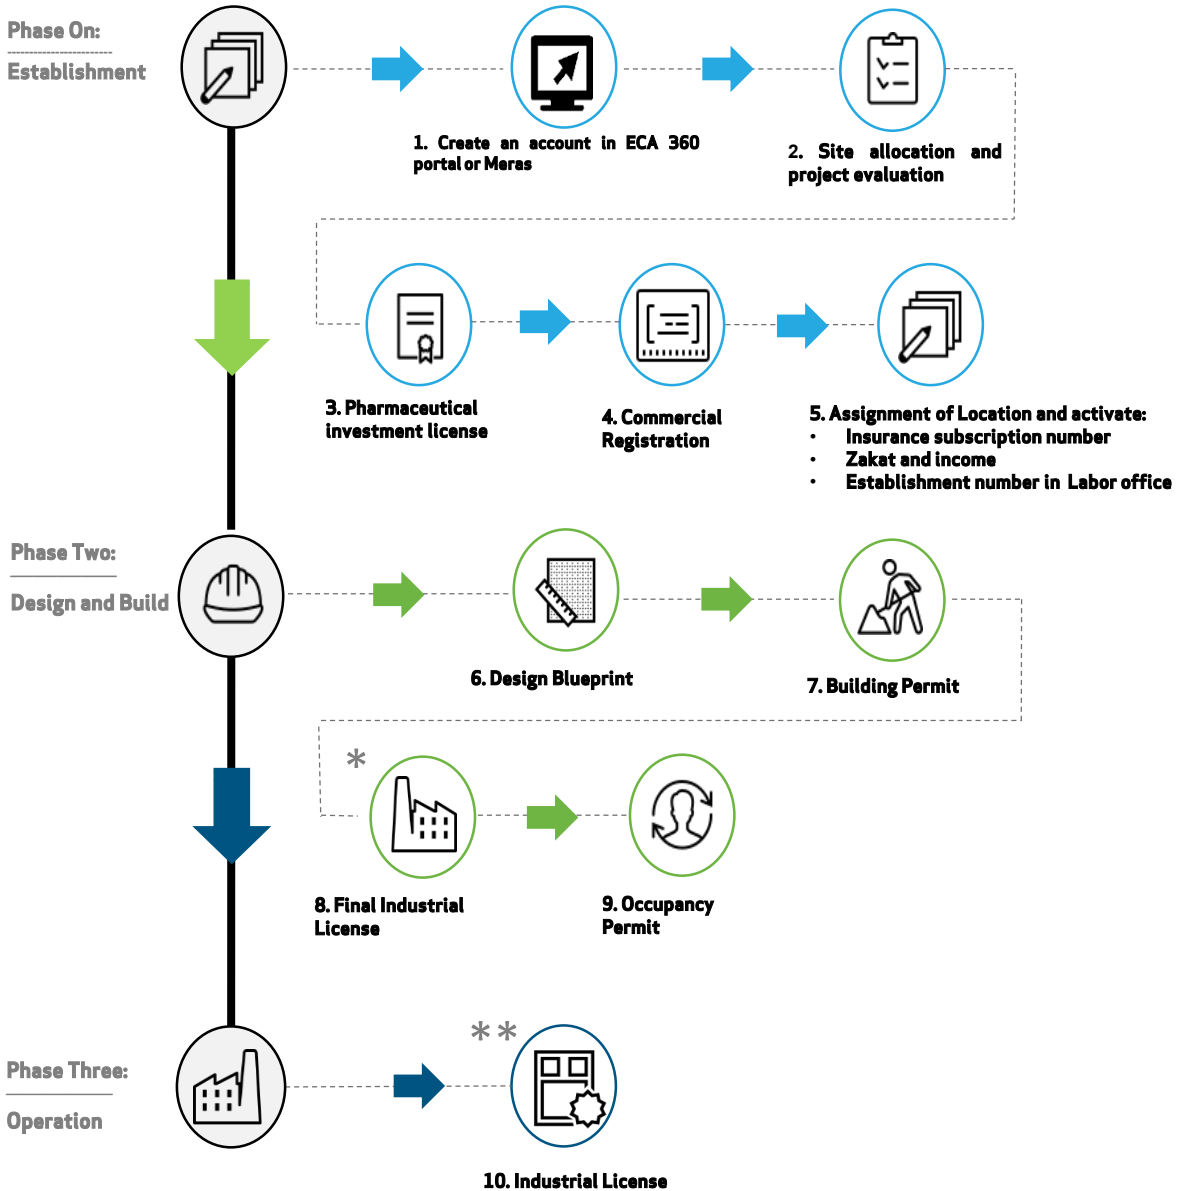 Phase On:
Establishment
1. Create an account in ECA 360
portal or Meras
2. Site allocation and
project evaluation
3. Pharmaceutical
investment license
4. Commercial
Registration
5. Assignment of Location and activate:
• Insurance subscription number
• Zakat and income
• Establishment number in Labor office
Phase Two:
Design and Build
6. Design Blueprint
7. Building Permit
*
8. Final Industrial
License
9. Occupancy
Permit
Phase Three:
Operation
**
10. Industrial License